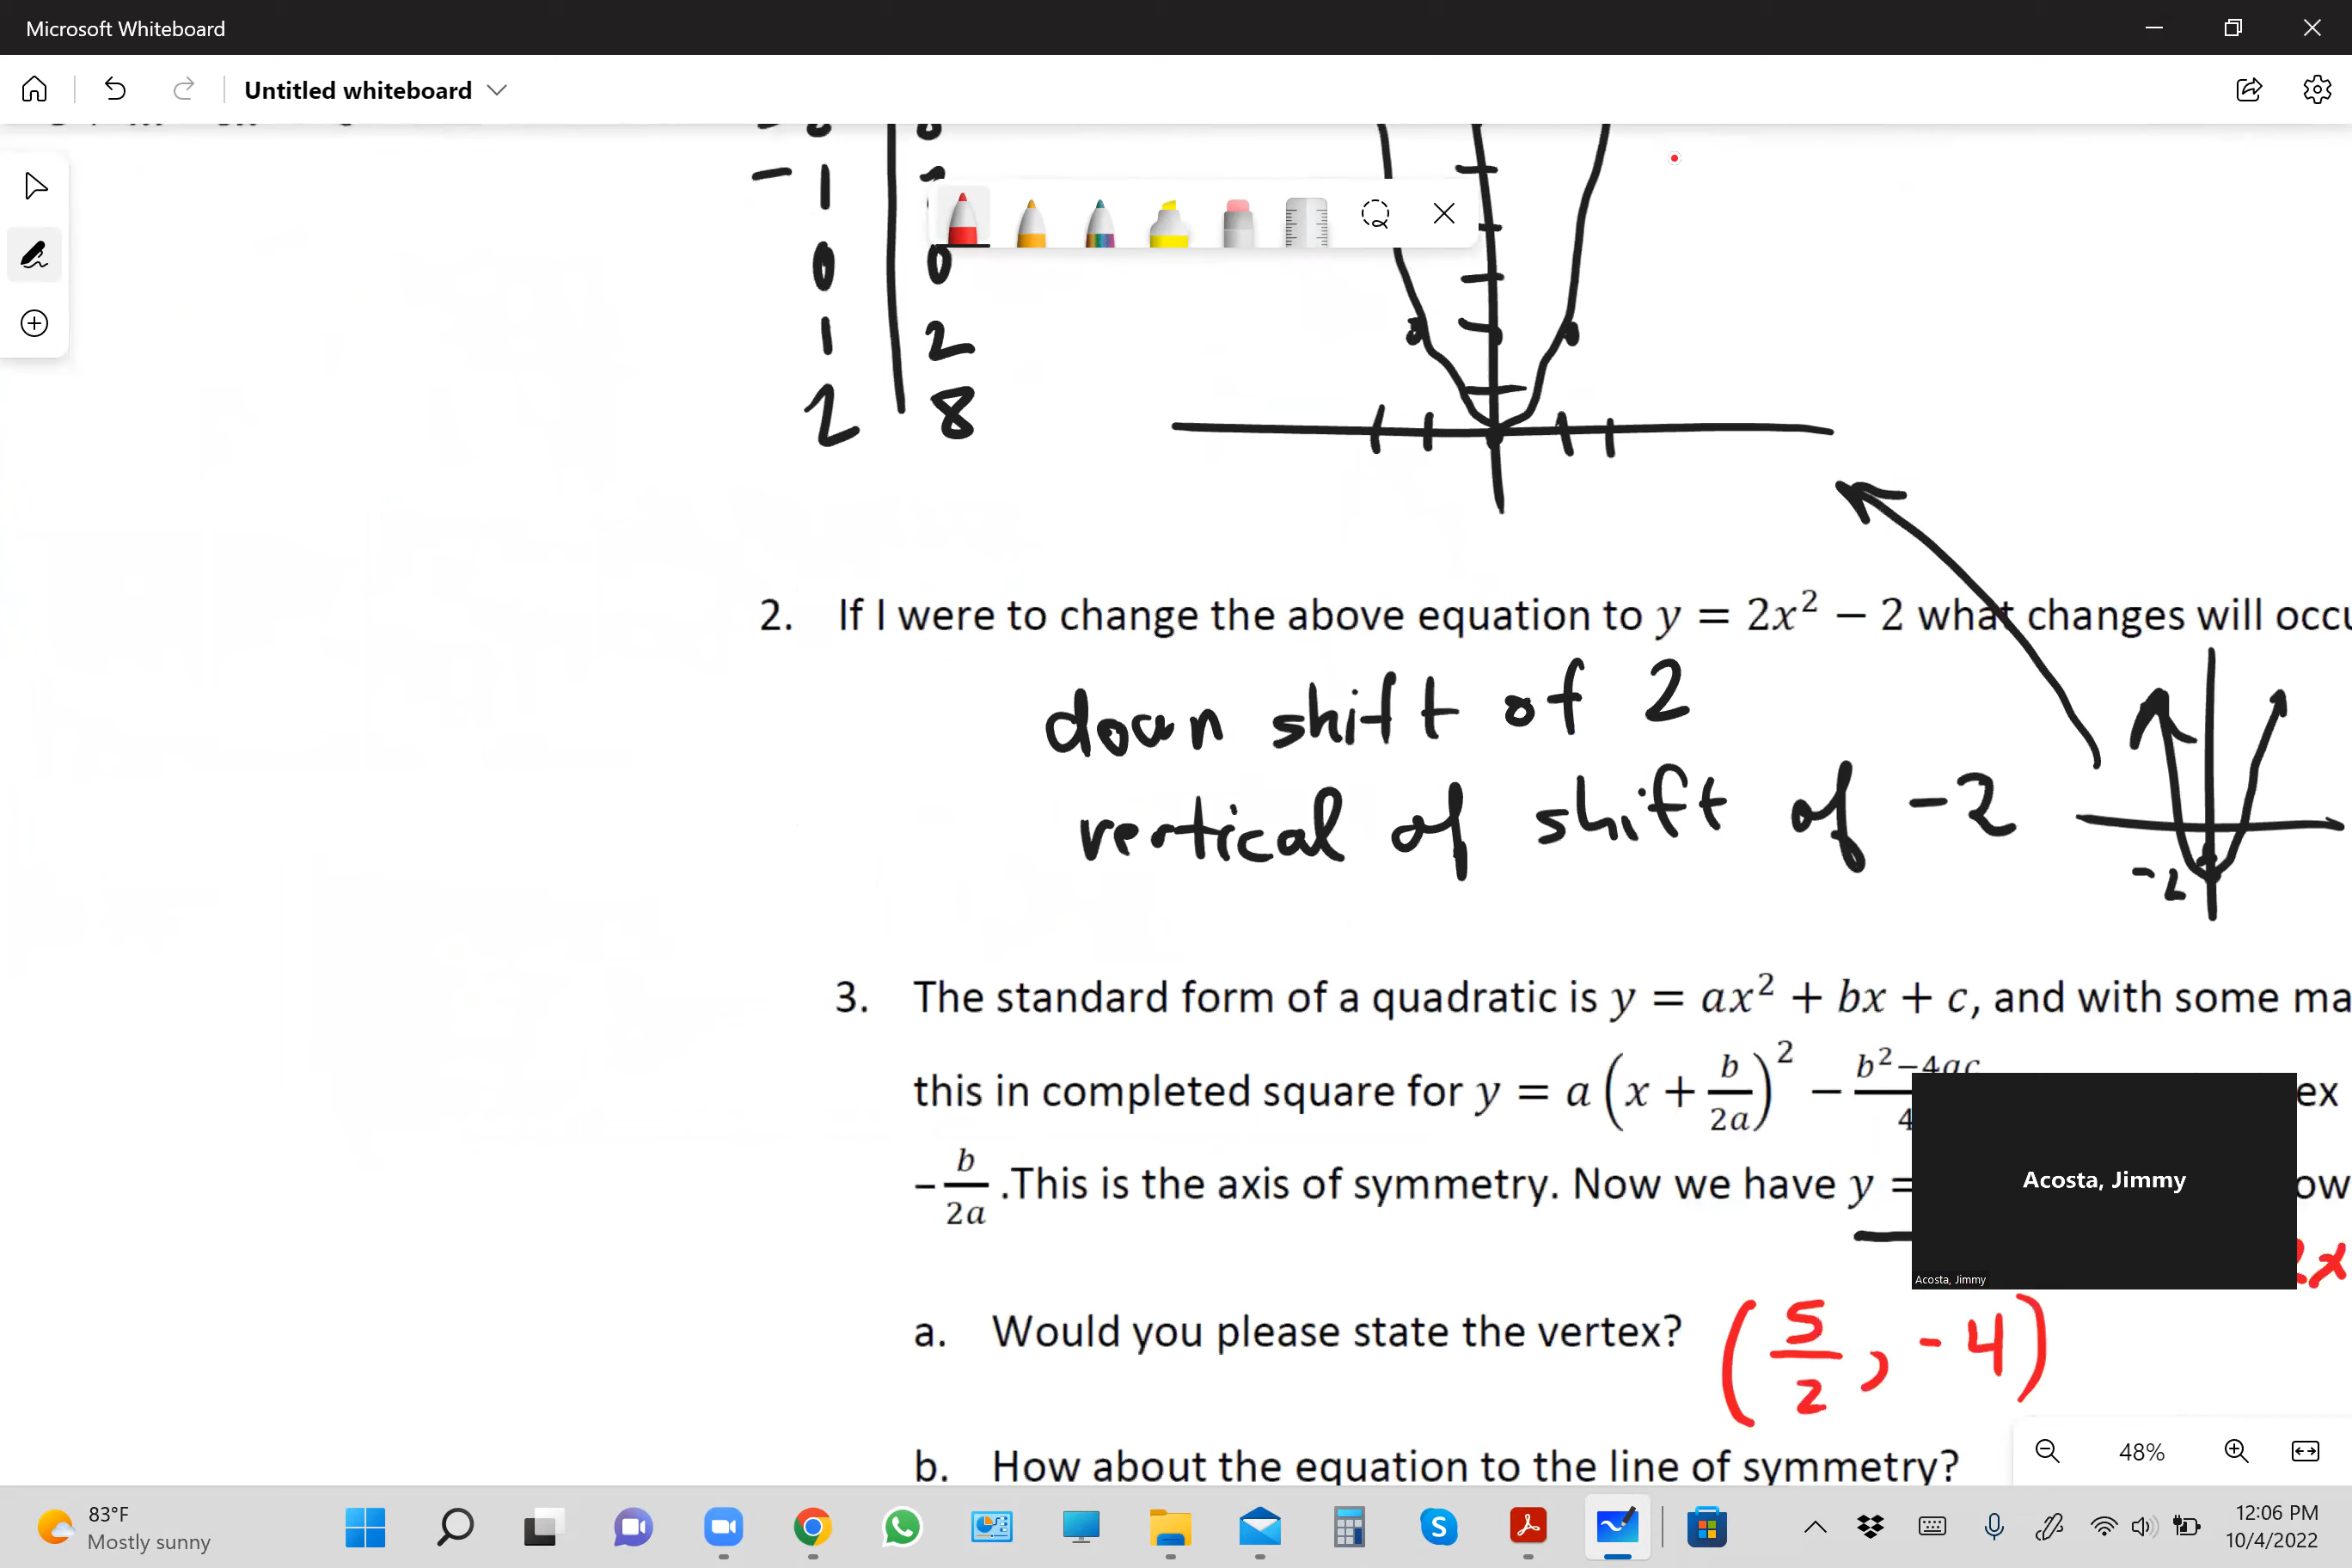 Microsoft Whiteboard
Untitled whiteboard
- 1
0 0
1 2
2 8
2. If I were to change the above equation to y = 2x² − 2 what changes will occu
down shift of 2
vertical of shift of -2
-2
3. The standard form of a quadratic is y = ax² + bx + c, and with some ma
this in completed square for y = a(x + b/2a)² − b²−4ac/4 ex
− b/2a .This is the axis of symmetry. Now we have y = ow
Acosta, Jimmy
Acosta, Jimmy
2x
a. Would you please state the vertex? (5/2, -4)
b. How about the equation to the line of symmetry?
48%
83°F
Mostly sunny
12:06 PM
10/4/2022